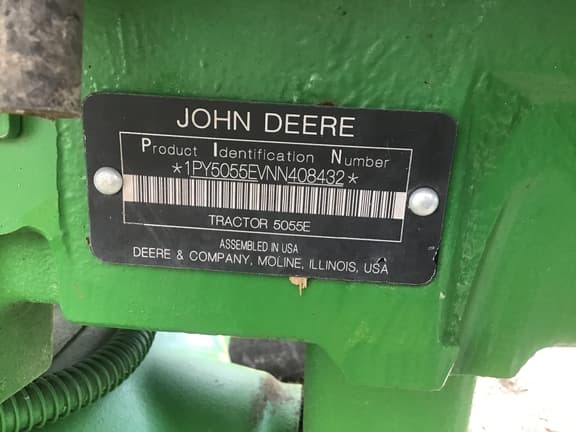 JOHN DEERE
Product Identification Number
*1PY5055EVNN408432*
TRACTOR 5055E
ASSEMBLED IN USA
DEERE & COMPANY, MOLINE, ILLINOIS, USA